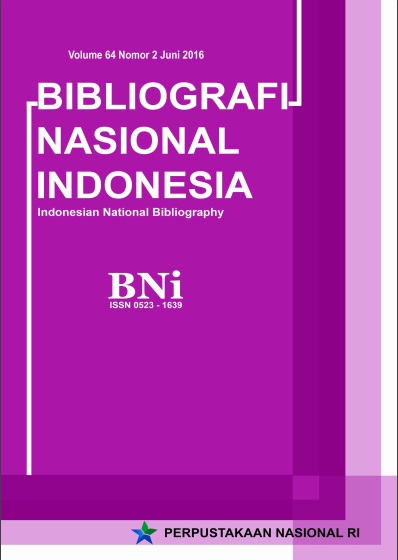 Volume 64 Nomor 2 Juni 2016
BIBLIOGRAFI
NASIONAL
INDONESIA
Indonesian National Bibliography
BNi
ISSN 0523 - 1639
PERPUSTAKAAN NASIONAL RI